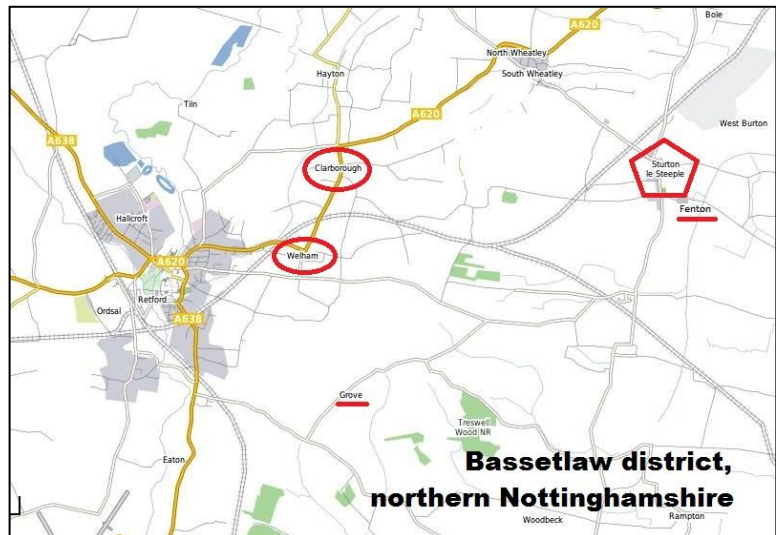 Bole
A620
North Wheatley
South Wheatley
Hayton
Tiln
A620
West Burton
A638
Clarborough
Sturton
le Steeple
Fenton
Hallcroft
Welham
A620
Retford
Ordsal
A638
Grove
Treswell
Wood NR
Eaton
Bassetlaw district,
northern Nottinghamshire
Woodbeck
Rampton